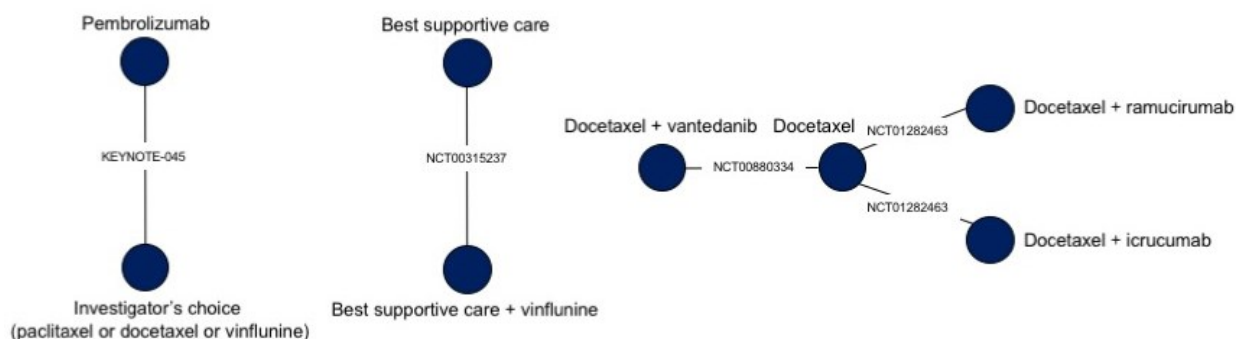 Pembrolizumab
KEYNOTE-045
Investigator's choice
(paclitaxel or docetaxel or vinflunine)
Best supportive care
NCT00315237
Best supportive care + vinflunine
Docetaxel + vantedanib
NCT00880334
Docetaxel
NCT01282463
Docetaxel + ramucirumab
NCT01282463
Docetaxel + icrucumab